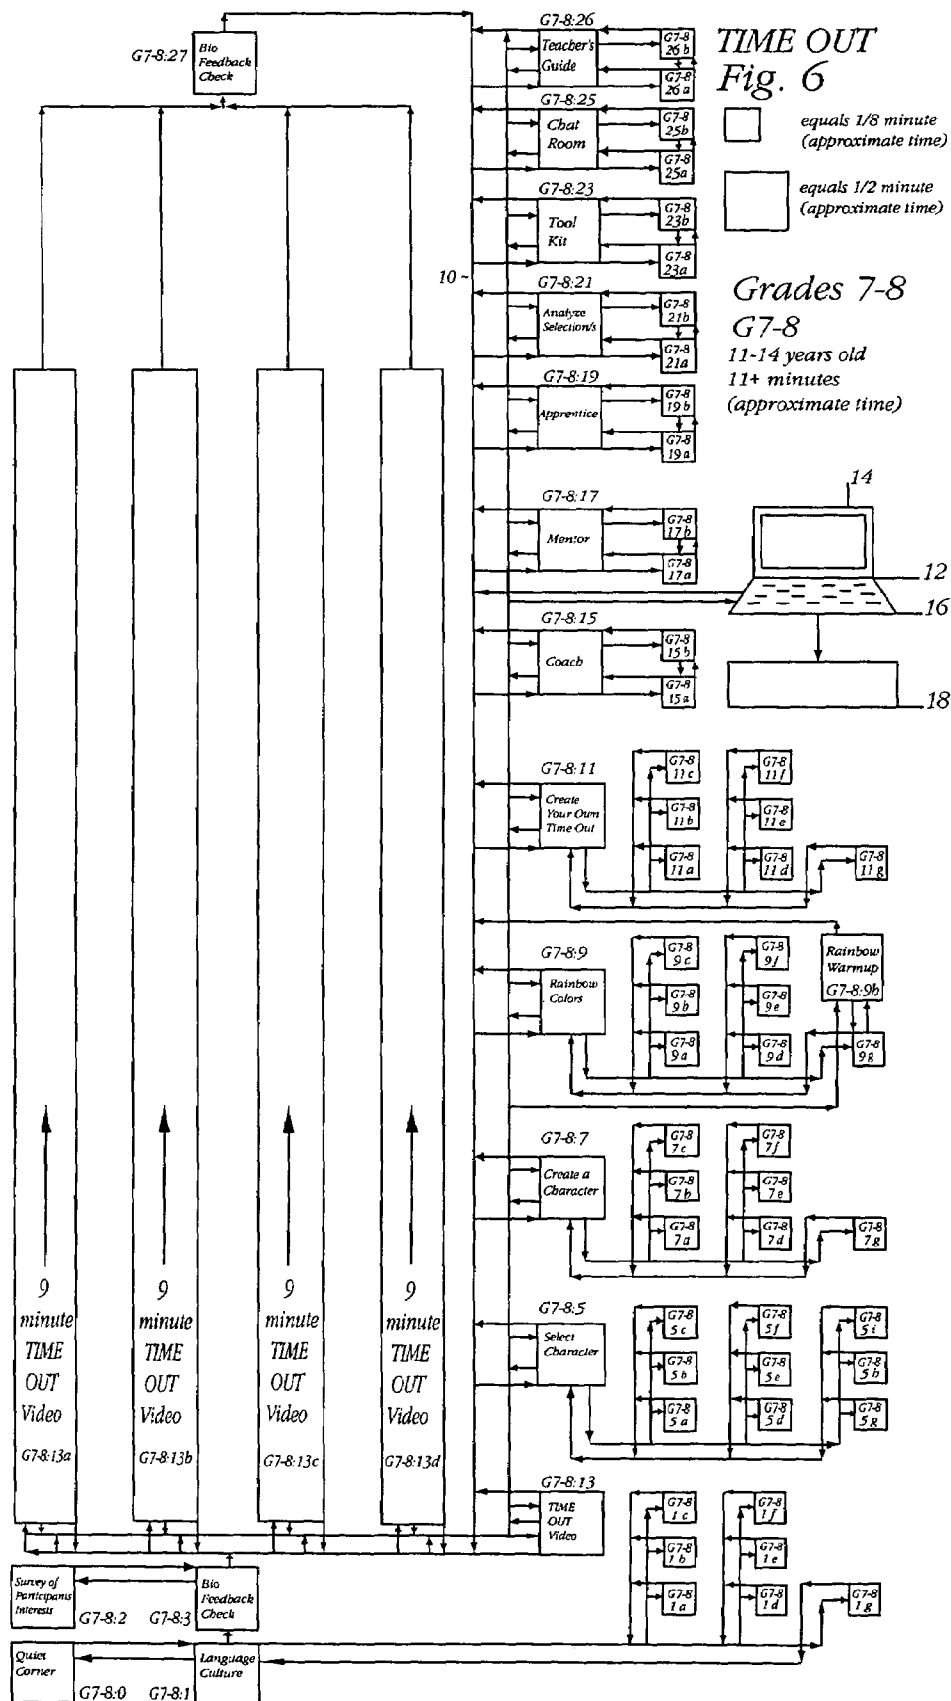 TIME OUT
Fig. 6
equals 1/8 minute
(approximate time)
equals 1/2 minute
(approximate time)
Grades 7-8
G7-8
11-14 years old
11+ minutes
(approximate time)
G7-8:27
Bio
Feedback
Check
G7-8:26
Teacher's
Guide
G7-8
26 b
G7-8
26 a
G7-8:25
Chat
Room
G7-8
25b
G7-8
25a
G7-8:23
Tool
Kit
G7-8
23b
G7-8
23a
10
G7-8:21
Analyze
Selection/s
G7-8
21b
G7-8
21a
G7-8:19
Apprentice
G7-8
19 b
G7-8
19 a
G7-8:17
Mentor
G7-8
17 b
G7-8
17 a
14
12
16
18
G7-8:15
Coach
G7-8
15 b
G7-8
15 a
G7-8:11
Create
Your Own
Time Out
G7-8
11 c
G7-8
11 b
G7-8
11 a
G7-8
11 f
G7-8
11 e
G7-8
11 d
G7-8
11 g
G7-8:9
Rainbow
Colors
G7-8
9 c
G7-8
9 b
G7-8
9 a
G7-8
9 f
G7-8
9 e
G7-8
9 d
Rainbow
Warmup
G7-8:9h
G7-8
9 g
G7-8:7
Create a
Character
G7-8
7 c
G7-8
7 b
G7-8
7 a
G7-8
7 f
G7-8
7 e
G7-8
7 d
G7-8
7 g
G7-8:5
Select
Character
G7-8
5 c
G7-8
5 b
G7-8
5 a
G7-8
5 f
G7-8
5 e
G7-8
5 d
G7-8
5 i
G7-8
5 h
G7-8
5 g
9
minute
TIME
OUT
Video
G7-8:13a
9
minute
TIME
OUT
Video
G7-8:13b
9
minute
TIME
OUT
Video
G7-8:13c
9
minute
TIME
OUT
Video
G7-8:13d
G7-8:13
TIME
OUT
Video
G7-8
1 c
G7-8
1 b
G7-8
1 a
G7-8
1 f
G7-8
1 e
G7-8
1 d
G7-8
1 g
Survey of
Participants
Interests
G7-8:2
G7-8:3
Bio
Feedback
Check
Quiet
Corner
G7-8:0
G7-8:1
Language
Culture